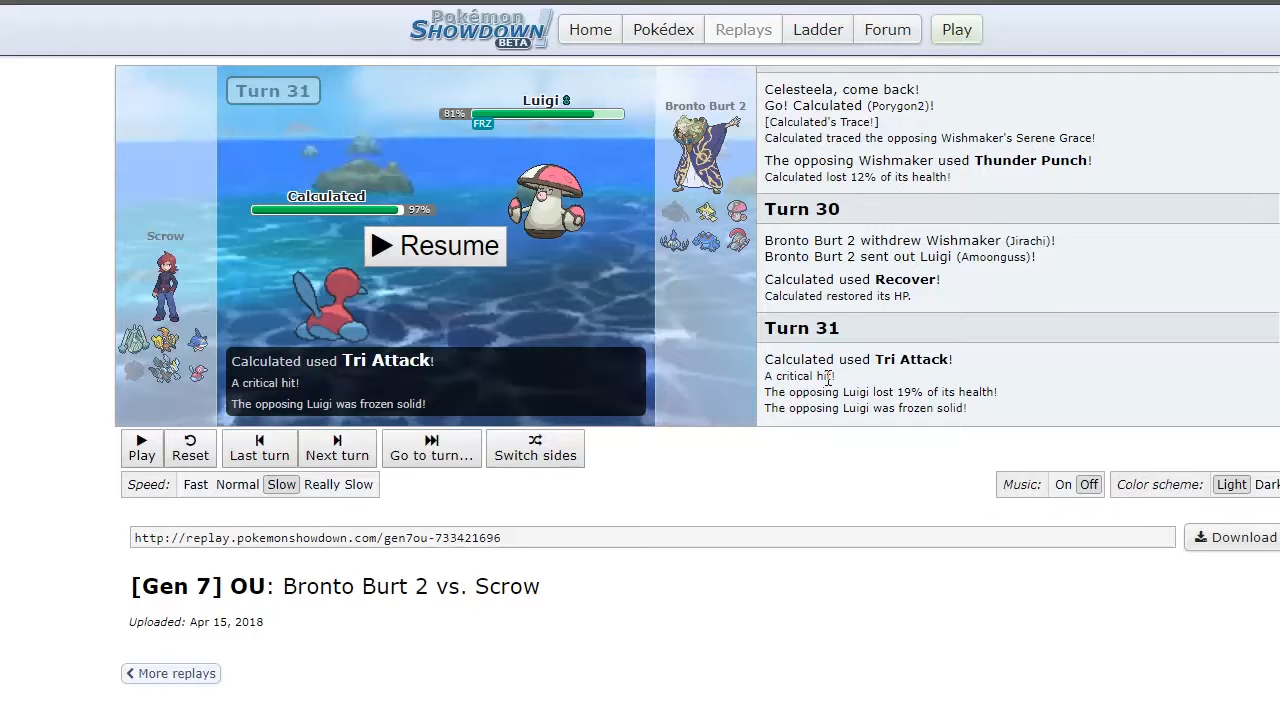 Pokémon
SHOWDOWN!
BETA
Home
Pokédex
Replays
Ladder
Forum
Play
Turn 31
Luigi
81%
FRZ
Calculated
97%
Resume
Scrow
Bronto Burt 2
Calculated used Tri Attack!
A critical hit!
The opposing Luigi was frozen solid!
Celesteela, come back!
Go! Calculated (Porygon2)!
[Calculated's Trace!]
Calculated traced the opposing Wishmaker's Serene Grace!
The opposing Wishmaker used Thunder Punch!
Calculated lost 12% of its health!
Turn 30
Bronto Burt 2 withdrew Wishmaker (Jirachi)!
Bronto Burt 2 sent out Luigi (Amoonguss)!
Calculated used Recover!
Calculated restored its HP.
Turn 31
Calculated used Tri Attack!
A critical hit!
The opposing Luigi lost 19% of its health!
The opposing Luigi was frozen solid!
Play
Reset
Last turn
Next turn
Go to turn...
Switch sides
Speed: Fast Normal Slow Really Slow
Music: On Off
Color scheme: Light Dark
http://replay.pokemonshowdown.com/gen7ou-733421696
Download
[Gen 7] OU: Bronto Burt 2 vs. Scrow
Uploaded: Apr 15, 2018
More replays